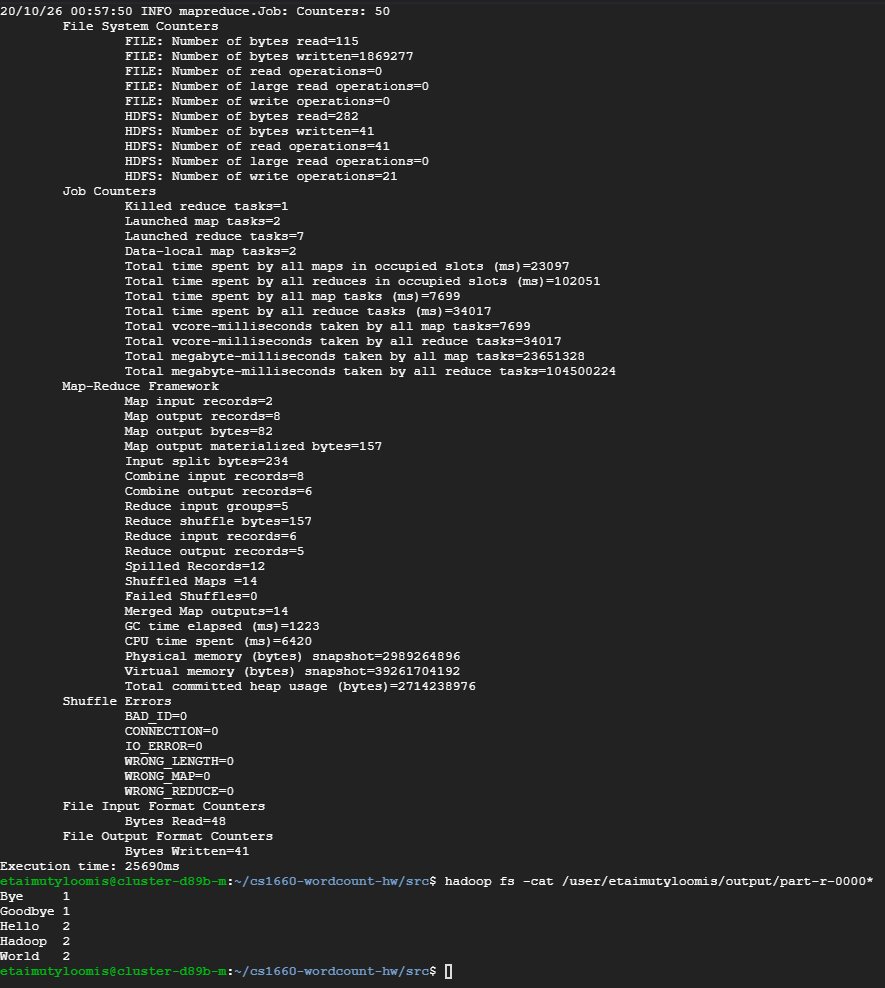 20/10/26 00:57:50 INFO mapreduce.Job: Counters: 50
File System Counters
FILE: Number of bytes read=115
FILE: Number of bytes written=1869277
FILE: Number of read operations=0
FILE: Number of large read operations=0
FILE: Number of write operations=0
HDFS: Number of bytes read=282
HDFS: Number of bytes written=41
HDFS: Number of read operations=41
HDFS: Number of large read operations=0
HDFS: Number of write operations=21
Job Counters
Killed reduce tasks=1
Launched map tasks=2
Launched reduce tasks=7
Data-local map tasks=2
Total time spent by all maps in occupied slots (ms)=23097
Total time spent by all reduces in occupied slots (ms)=102051
Total time spent by all map tasks (ms)=7699
Total time spent by all reduce tasks (ms)=34017
Total vcore-milliseconds taken by all map tasks=7699
Total vcore-milliseconds taken by all reduce tasks=34017
Total megabyte-milliseconds taken by all map tasks=23651328
Total megabyte-milliseconds taken by all reduce tasks=104500224
Map-Reduce Framework
Map input records=2
Map output records=8
Map output bytes=82
Map output materialized bytes=157
Input split bytes=234
Combine input records=8
Combine output records=6
Reduce input groups=5
Reduce shuffle bytes=157
Reduce input records=6
Reduce output records=5
Spilled Records=12
Shuffled Maps =14
Failed Shuffles=0
Merged Map outputs=14
GC time elapsed (ms)=1223
CPU time spent (ms)=6420
Physical memory (bytes) snapshot=2989264896
Virtual memory (bytes) snapshot=39261704192
Total committed heap usage (bytes)=2714238976
Shuffle Errors
BAD_ID=0
CONNECTION=0
IO_ERROR=0
WRONG_LENGTH=0
WRONG_MAP=0
WRONG_REDUCE=0
File Input Format Counters
Bytes Read=48
File Output Format Counters
Bytes Written=41
Execution time: 25690ms
etaimutyloomis@cluster-d89b-m:~/cs1660-wordcount-hw/src$ hadoop fs -cat /user/etaimutyloomis/output/part-r-0000*
Bye 1
Goodbye 1
Hello 2
Hadoop 2
World 2
etaimutyloomis@cluster-d89b-m:~/cs1660-wordcount-hw/src$